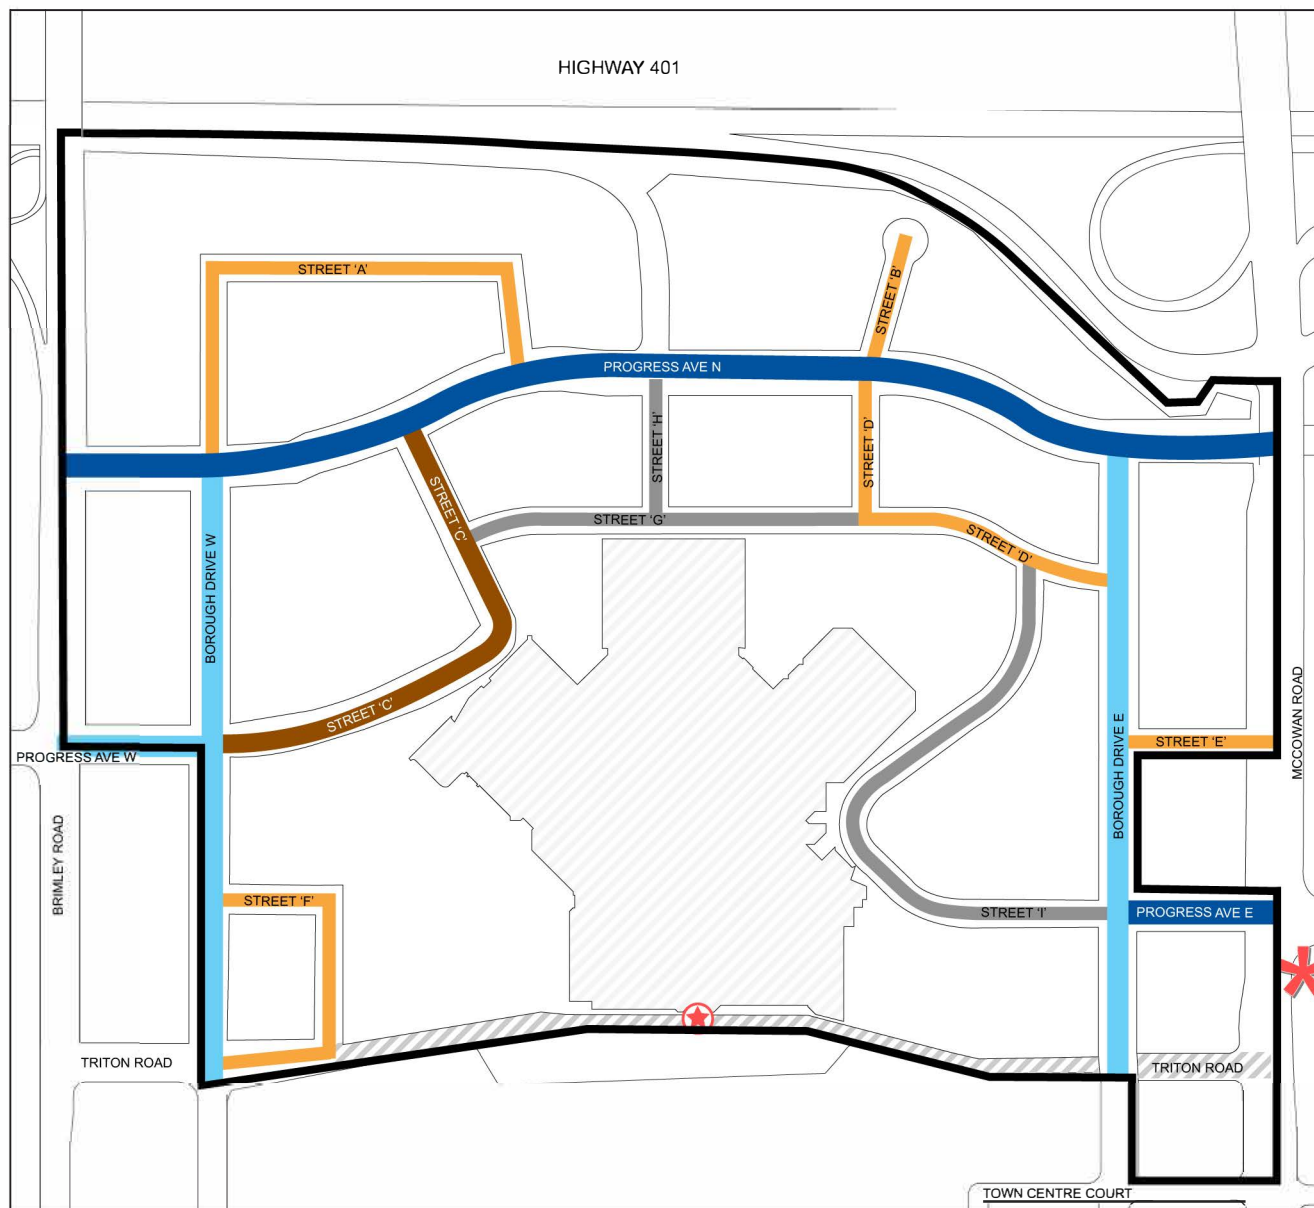 HIGHWAY 401
STREET 'A'
STREET 'B'
PROGRESS AVE N
STREET 'H'
STREET 'D'
STREET 'C'
STREET 'G'
STREET 'D'
BOROUGH DRIVE W
STREET 'C'
MCCOWAN ROAD
STREET 'E'
PROGRESS AVE W
BOROUGH DRIVE E
BRIMLEY ROAD
STREET 'F'
STREET 'I'
PROGRESS AVE E
TRITON ROAD
TRITON ROAD
TOWN CENTRE COURT